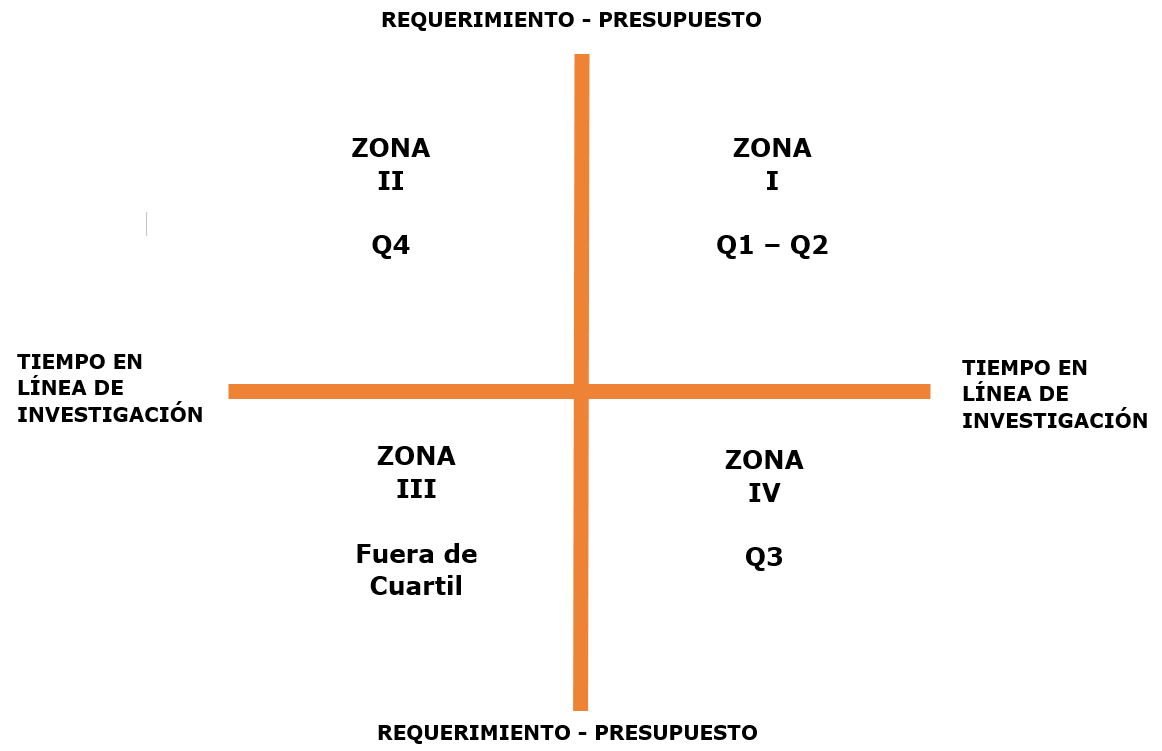 REQUERIMIENTO - PRESUPUESTO
ZONA
II
Q4
ZONA
I
Q1 – Q2
TIEMPO EN
LÍNEA DE
INVESTIGACIÓN
TIEMPO EN
LÍNEA DE
INVESTIGACIÓN
ZONA
III
Fuera de
Cuartil
ZONA
IV
Q3
REQUERIMIENTO - PRESUPUESTO